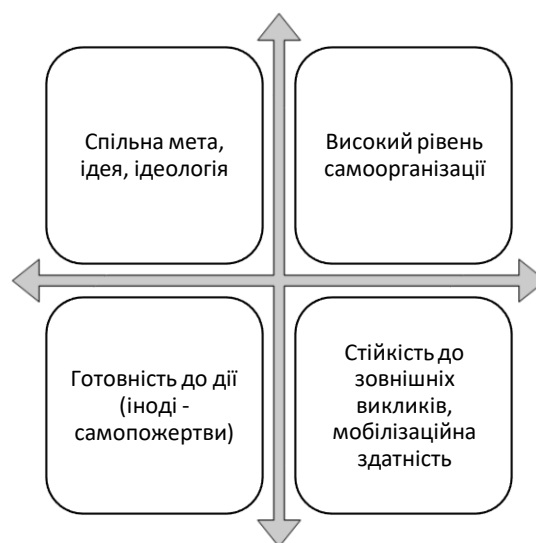 Спільна мета,
ідея, ідеологія
Високий рівень
самоорганізації
Готовність до дії
(іноді -
самопожертви)
Стійкість до
зовнішніх
викликів,
мобілізаційна
здатність